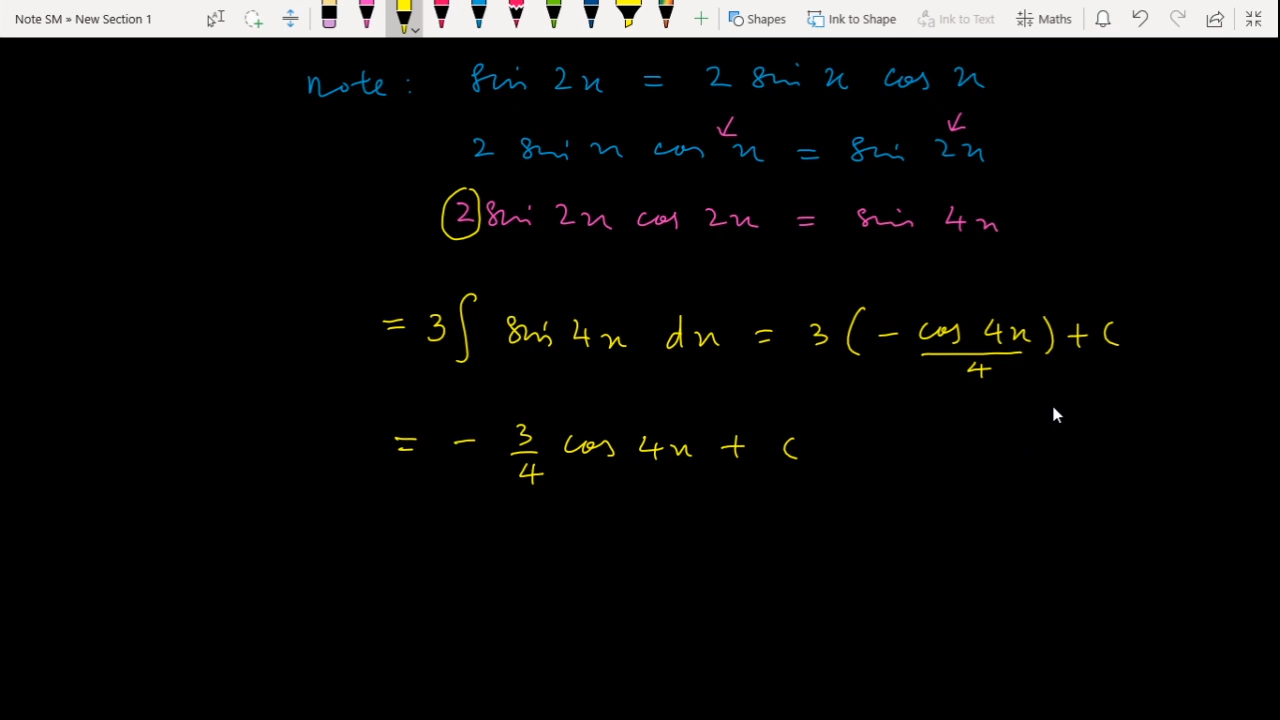 Note SM » New Section 1 Shapes Ink to Shape Ink to Text Maths
Note : sin 2x = 2 sin x cos x
2 sin x cos x = sin 2x
2 sin 2x cos 2x = sin 4x
= 3 ∫ sin 4x dx = 3 ( - cos 4x / 4 ) + c
= - 3/4 cos 4x + c